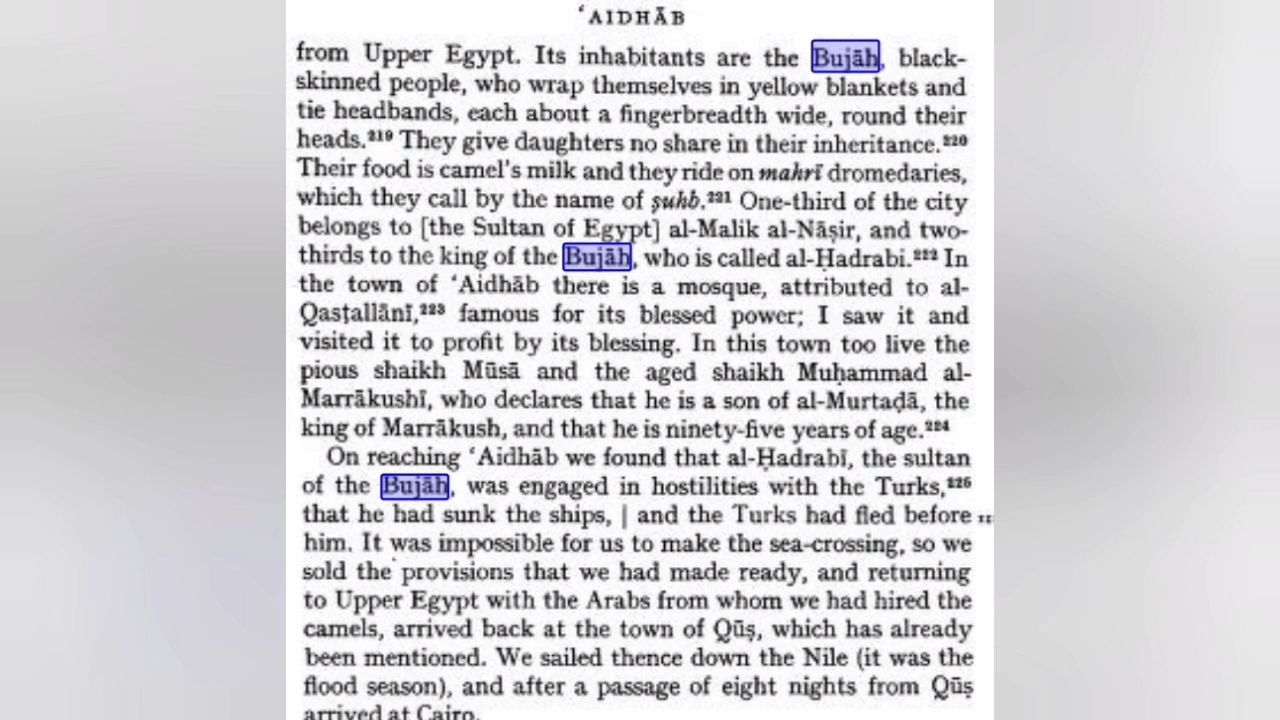 ʻAIDHĀB
from Upper Egypt. Its inhabitants are the Bujāh, black-
skinned people, who wrap themselves in yellow blankets and
tie headbands, each about a fingerbreadth wide, round their
heads.²¹⁹ They give daughters no share in their inheritance.²²⁰
Their food is camel's milk and they ride on mahrī dromedaries,
which they call by the name of ṣuhb.²²¹ One-third of the city
belongs to [the Sultan of Egypt] al-Malik al-Nāṣir, and two-
thirds to the king of the Bujāh, who is called al-Ḥadrabi.²²² In
the town of ʻAidhāb there is a mosque, attributed to al-
Qasṭallānī,²²³ famous for its blessed power; I saw it and
visited it to profit by its blessing. In this town too live the
pious shaikh Mūsā and the aged shaikh Muḥammad al-
Marrākushī, who declares that he is a son of al-Murtaḍā, the
king of Marrākush, and that he is ninety-five years of age.²²⁴
On reaching ʻAidhāb we found that al-Ḥadrabī, the sultan
of the Bujāh, was engaged in hostilities with the Turks,²²⁵
that he had sunk the ships, | and the Turks had fled before
him. It was impossible for us to make the sea-crossing, so we
sold the provisions that we had made ready, and returning
to Upper Egypt with the Arabs from whom we had hired the
camels, arrived back at the town of Qūṣ, which has already
been mentioned. We sailed thence down the Nile (it was the
flood season), and after a passage of eight nights from Qūṣ
arrived at Cairo.